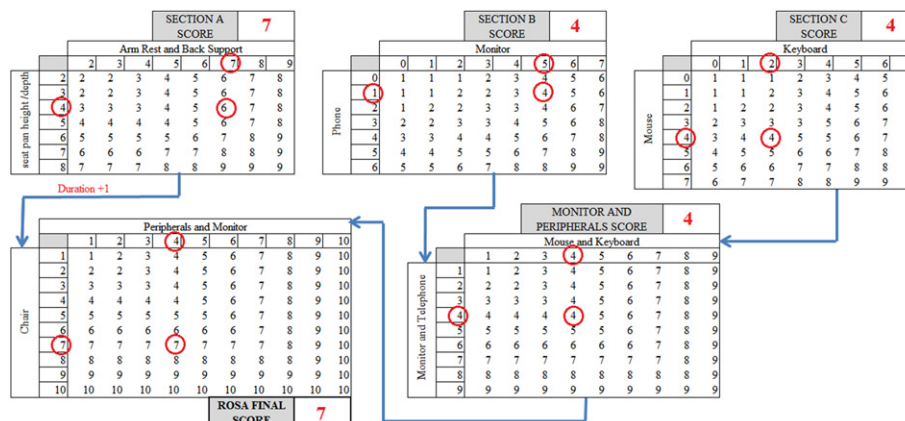 SECTION A SCORE 7
Arm Rest and Back Support
2 3 4 5 6 7 8 9
seat pan height /depth
2 2 2 3 4 5 6 7 8
3 2 2 3 4 5 6 7 8
4 3 3 3 4 5 6 7 8
5 4 4 4 4 5 6 7 8
6 5 5 5 5 6 7 8 9
7 6 6 6 7 7 8 8 9
8 7 7 7 8 8 9 9 9
SECTION B SCORE 4
Monitor
0 1 2 3 4 5 6 7
Phone
0 1 1 1 2 3 4 5 6
1 1 1 2 2 3 4 5 6
2 1 2 2 3 3 4 6 7
3 2 2 3 3 4 5 6 8
4 3 3 4 4 5 6 7 8
5 4 4 5 5 6 7 8 9
6 5 5 6 7 8 8 9 9
SECTION C SCORE 4
Keyboard
0 1 2 3 4 5 6 7
Mouse
0 1 1 1 2 3 4 5 6
1 1 1 2 3 4 5 6 7
2 1 2 2 3 4 5 6 7
3 2 3 3 3 5 6 7 8
4 3 4 4 5 5 6 7 8
5 4 5 5 6 6 7 8 9
6 5 6 6 7 7 8 8 9
7 6 7 7 8 8 9 9 9
Duration +1
Peripherals and Monitor
1 2 3 4 5 6 7 8 9 10
Chair
1 1 2 3 4 5 6 7 8 9 10
2 2 2 3 4 5 6 7 8 9 10
3 3 3 3 4 5 6 7 8 9 10
4 4 4 4 4 5 6 7 8 9 10
5 5 5 5 5 5 6 7 8 9 10
6 6 6 6 6 6 6 7 8 9 10
7 7 7 7 7 7 7 7 8 9 10
8 8 8 8 8 8 8 8 8 9 10
9 9 9 9 9 9 9 9 9 9 10
10 10 10 10 10 10 10 10 10 10 10
ROSA FINAL SCORE 7
MONITOR AND PERIPHERALS SCORE 4
Mouse and Keyboard
1 2 3 4 5 6 7 8 9
Monitor and Telephone
1 1 2 3 4 5 6 7 8 9
2 2 2 3 4 5 6 7 8 9
3 3 3 3 4 5 6 7 8 9
4 4 4 4 4 5 6 7 8 9
5 5 5 5 5 5 6 7 8 9
6 6 6 6 6 6 6 7 8 9
7 7 7 7 7 7 7 7 8 9
8 8 8 8 8 8 8 8 8 9
9 9 9 9 9 9 9 9 9 9